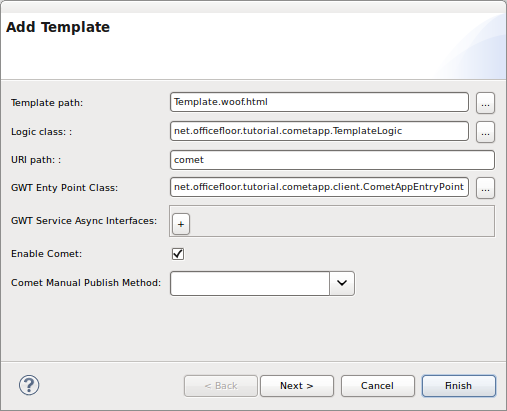 Add Template
Template path: Template.woof.html ...
Logic class: : net.officefloor.tutorial.cometapp.TemplateLogic ...
URI path: : comet
GWT Enty Point Class: net.officefloor.tutorial.cometapp.client.CometAppEntryPoint ...
GWT Service Async Interfaces: +
Enable Comet:
Comet Manual Publish Method:
? < Back Next > Cancel Finish